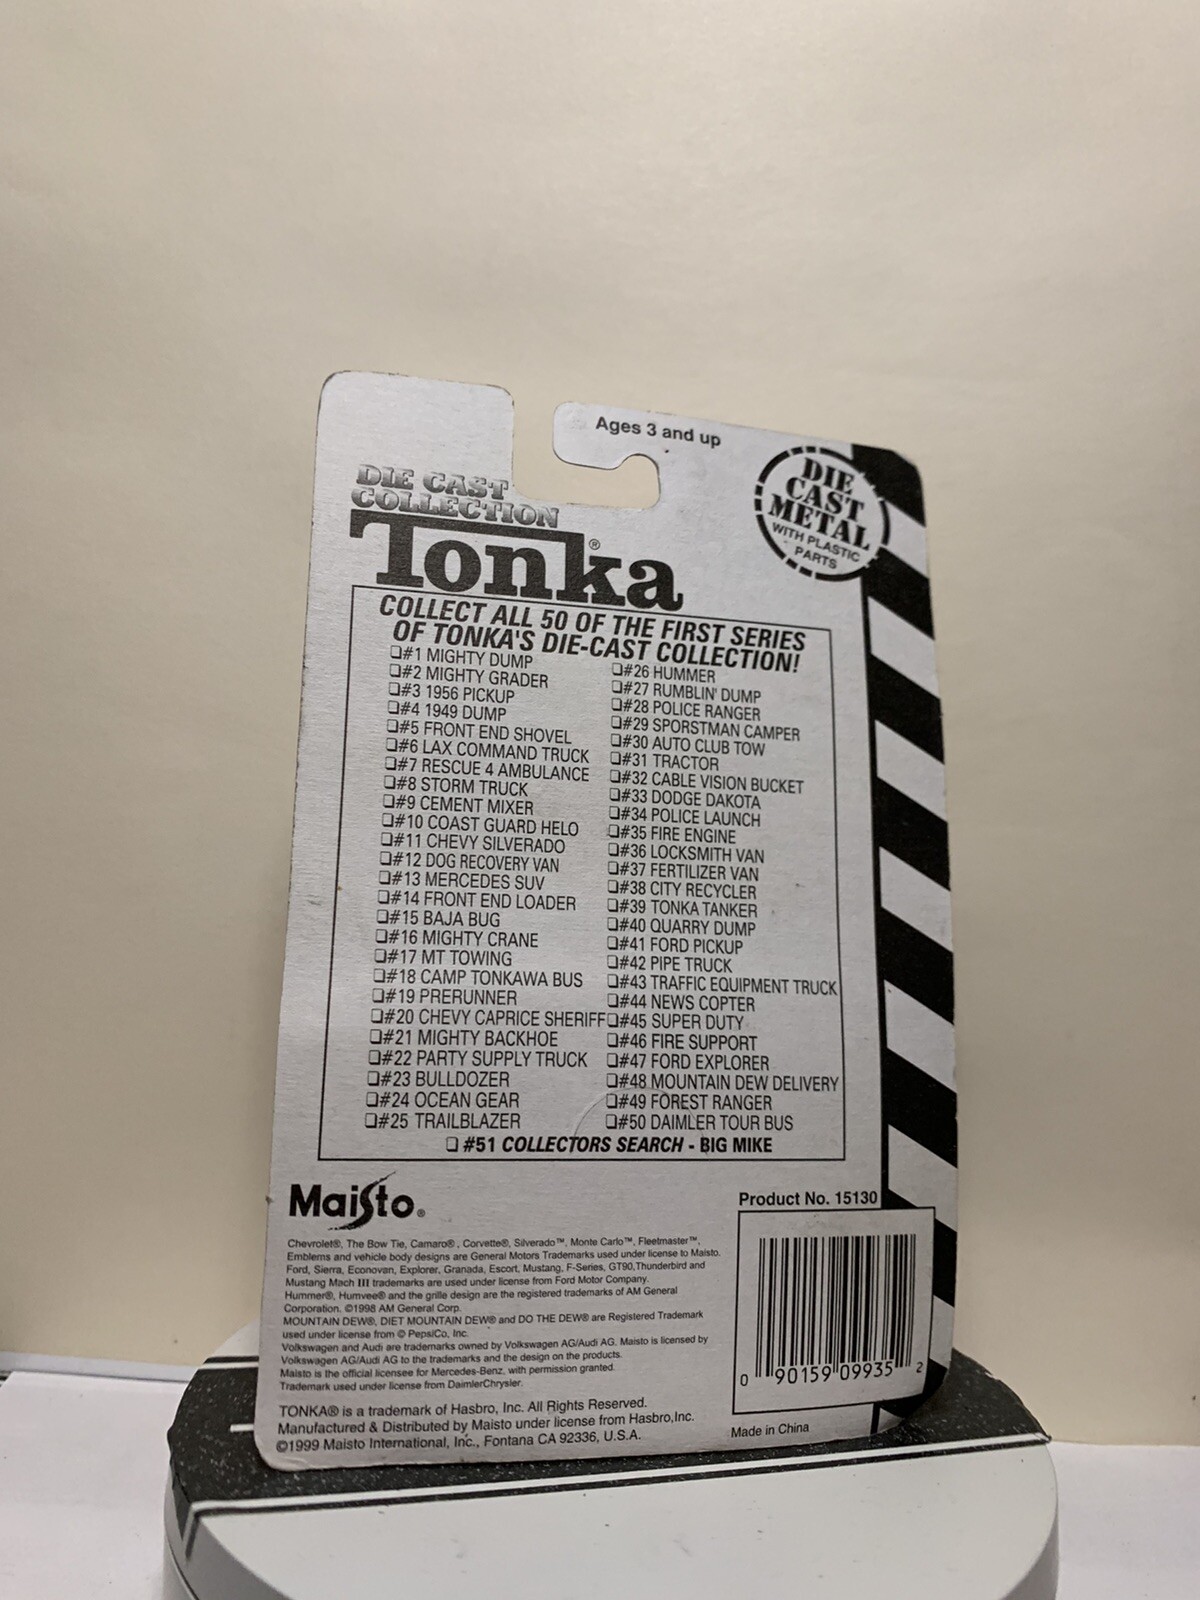 Ages 3 and up
DIE CAST
COLLECTION
Tonka®
DIE
CAST
METAL
WITH PLASTIC
PARTS
COLLECT ALL 50 OF THE FIRST SERIES
OF TONKA'S DIE-CAST COLLECTION!
❑#1 MIGHTY DUMP
❑#2 MIGHTY GRADER
❑#3 1956 PICKUP
❑#4 1949 DUMP
❑#5 FRONT END SHOVEL
❑#6 LAX COMMAND TRUCK
❑#7 RESCUE 4 AMBULANCE
❑#8 STORM TRUCK
❑#9 CEMENT MIXER
❑#10 COAST GUARD HELO
❑#11 CHEVY SILVERADO
❑#12 DOG RECOVERY VAN
❑#13 MERCEDES SUV
❑#14 FRONT END LOADER
❑#15 BAJA BUG
❑#16 MIGHTY CRANE
❑#17 MT TOWING
❑#18 CAMP TONKAWA BUS
❑#19 PRERUNNER
❑#20 CHEVY CAPRICE SHERIFF
❑#21 MIGHTY BACKHOE
❑#22 PARTY SUPPLY TRUCK
❑#23 BULLDOZER
❑#24 OCEAN GEAR
❑#25 TRAILBLAZER
❑#26 HUMMER
❑#27 RUMBLIN' DUMP
❑#28 POLICE RANGER
❑#29 SPORSTMAN CAMPER
❑#30 AUTO CLUB TOW
❑#31 TRACTOR
❑#32 CABLE VISION BUCKET
❑#33 DODGE DAKOTA
❑#34 POLICE LAUNCH
❑#35 FIRE ENGINE
❑#36 LOCKSMITH VAN
❑#37 FERTILIZER VAN
❑#38 CITY RECYCLER
❑#39 TONKA TANKER
❑#40 QUARRY DUMP
❑#41 FORD PICKUP
❑#42 PIPE TRUCK
❑#43 TRAFFIC EQUIPMENT TRUCK
❑#44 NEWS COPTER
❑#45 SUPER DUTY
❑#46 FIRE SUPPORT
❑#47 FORD EXPLORER
❑#48 MOUNTAIN DEW DELIVERY
❑#49 FOREST RANGER
❑#50 DAIMLER TOUR BUS
❑ #51 COLLECTORS SEARCH - BIG MIKE
Maisto®
Chevrolet®, The Bow Tie, Camaro®, Corvette®, Silverado™, Monte Carlo™, Fleetmaster™,
Emblems and vehicle body designs are General Motors Trademarks used under license to Maisto.
Ford, Sierra, Econovan, Explorer, Granada, Escort, Mustang, F-Series, GT90,Thunderbird and
Mustang Mach III trademarks are used under license from Ford Motor Company.
Hummer®, Humvee® and the grille design are the registered trademarks of AM General
Corporation. ©1998 AM General Corp.
MOUNTAIN DEW®, DIET MOUNTAIN DEW® and DO THE DEW® are Registered Trademark
used under license from © PepsiCo, Inc.
Volkswagen and Audi are trademarks owned by Volkswagen AG/Audi AG. Maisto is licensed by
Volkswagen AG/Audi AG to the trademarks and the design on the products.
Maisto is the official licensee for Mercedes-Benz, with permission granted.
Trademark used under license from DaimlerChrysler.
TONKA® is a trademark of Hasbro, Inc. All Rights Reserved.
Manufactured & Distributed by Maisto under license from Hasbro,Inc.
©1999 Maisto International, Inc., Fontana CA 92336, U.S.A.
Product No. 15130
0 90159 09935 2
Made in China